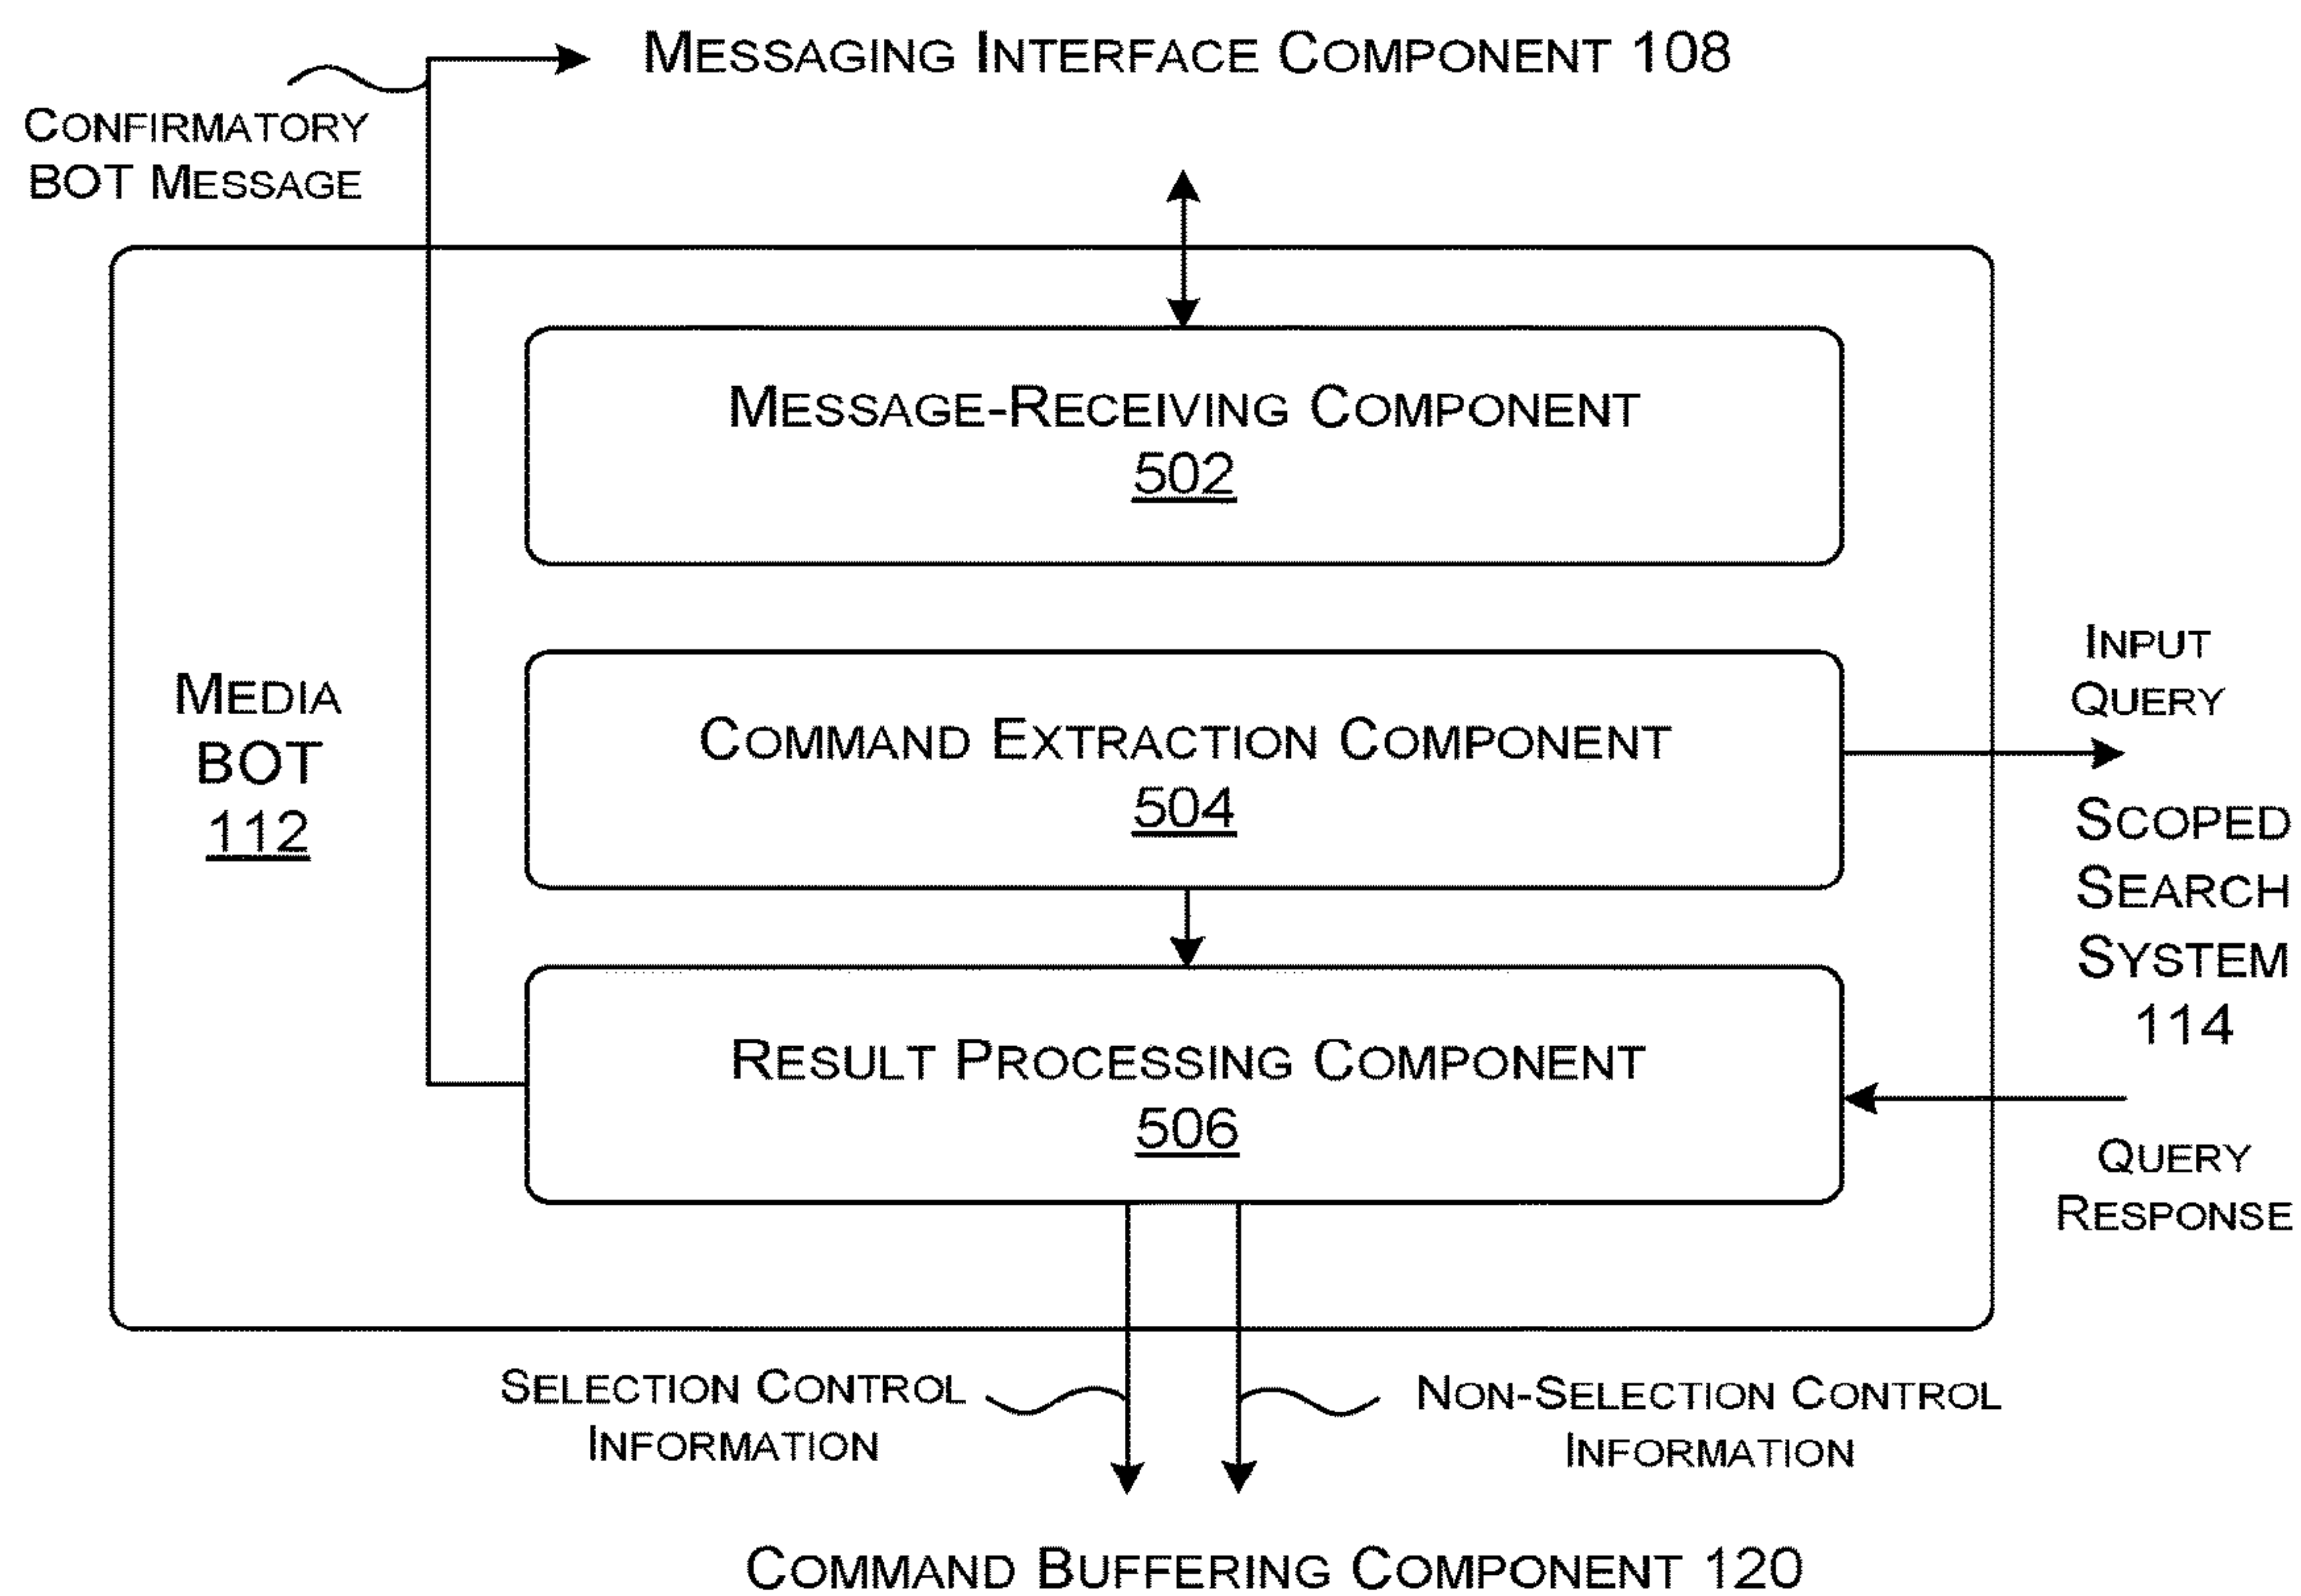 MESSAGING INTERFACE COMPONENT 108
CONFIRMATORY
BOT MESSAGE
MESSAGE-RECEIVING COMPONENT
502
MEDIA
BOT
112
COMMAND EXTRACTION COMPONENT
504
INPUT
QUERY
SCOPED
SEARCH
SYSTEM
114
RESULT PROCESSING COMPONENT
506
QUERY
RESPONSE
SELECTION CONTROL
INFORMATION
NON-SELECTION CONTROL
INFORMATION
COMMAND BUFFERING COMPONENT 120